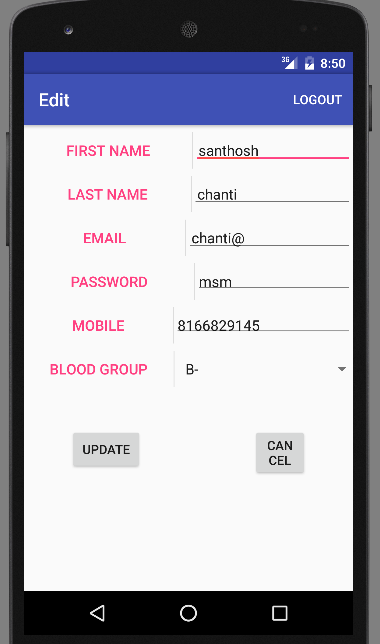 3G 8:50
Edit LOGOUT
FIRST NAME santhosh
LAST NAME chanti
EMAIL chanti@
PASSWORD msm
MOBILE 8166829145
BLOOD GROUP B-
UPDATE CAN
CEL